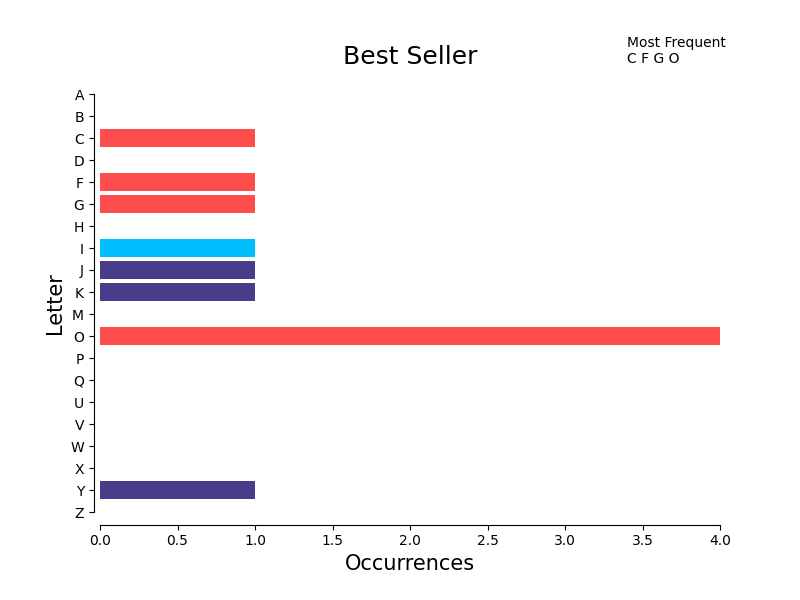 Best Seller
Most Frequent
C F G O
Letter
A
B
C
D
F
G
H
I
J
K
M
O
P
Q
U
V
W
X
Y
Z
0.0 0.5 1.0 1.5 2.0 2.5 3.0 3.5 4.0
Occurrences